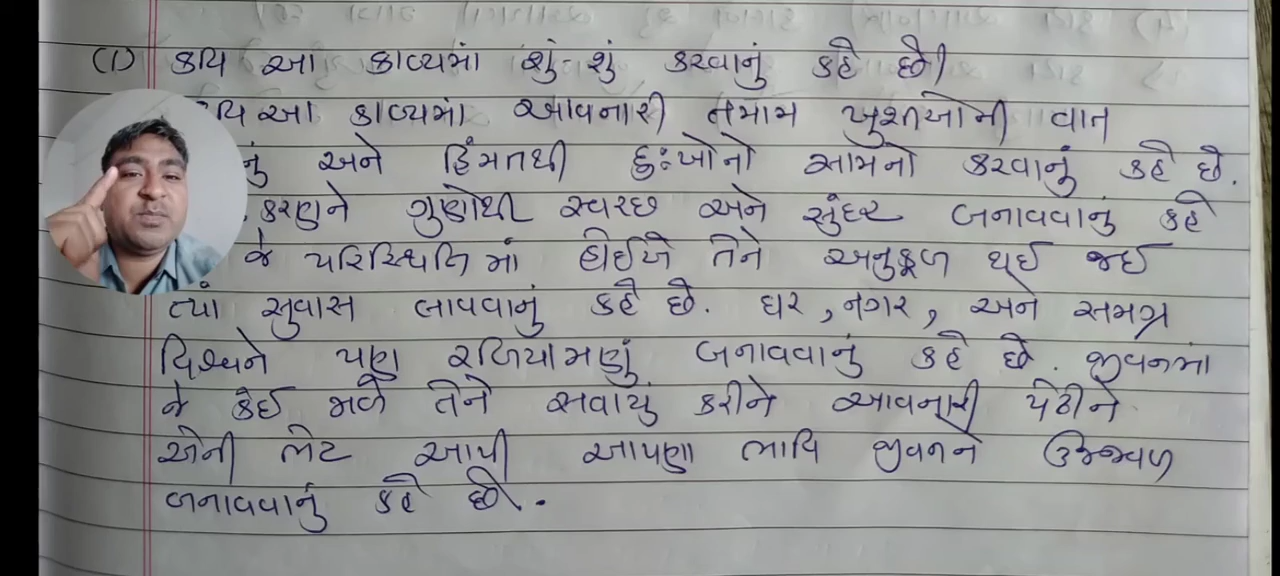 (1) કવિ આ કાવ્યમાં શું-શું કરવાનું કહે છે?
વિ આ કાવ્યમાં આવનારી તમામ ખુશીઓની વાત
નું અને હિંમતથી દુઃખોનો સામનો કરવાનું કહે છે.
કરણને ગુણોથી સ્વચ્છ અને સુંદર બનાવવાનું કહે
જે પરિસ્થિતિમાં હોઈએ તેને અનુકૂળ થઈ જઈ
ત્યાં સુવાસ લાવવાનું કહે છે. ઘર, નગર, અને સમગ્ર
વિશ્વને પણ રળિયામણું બનાવવાનું કહે છે. જીવનમાં
જે કંઈ મળે તેને સવાયું કરીને આવનારી પેઢીને
એની ભેટ આપી આપણા ભાવિ જીવનને ઉજ્જવળ
બનાવવાનું કહે છે.